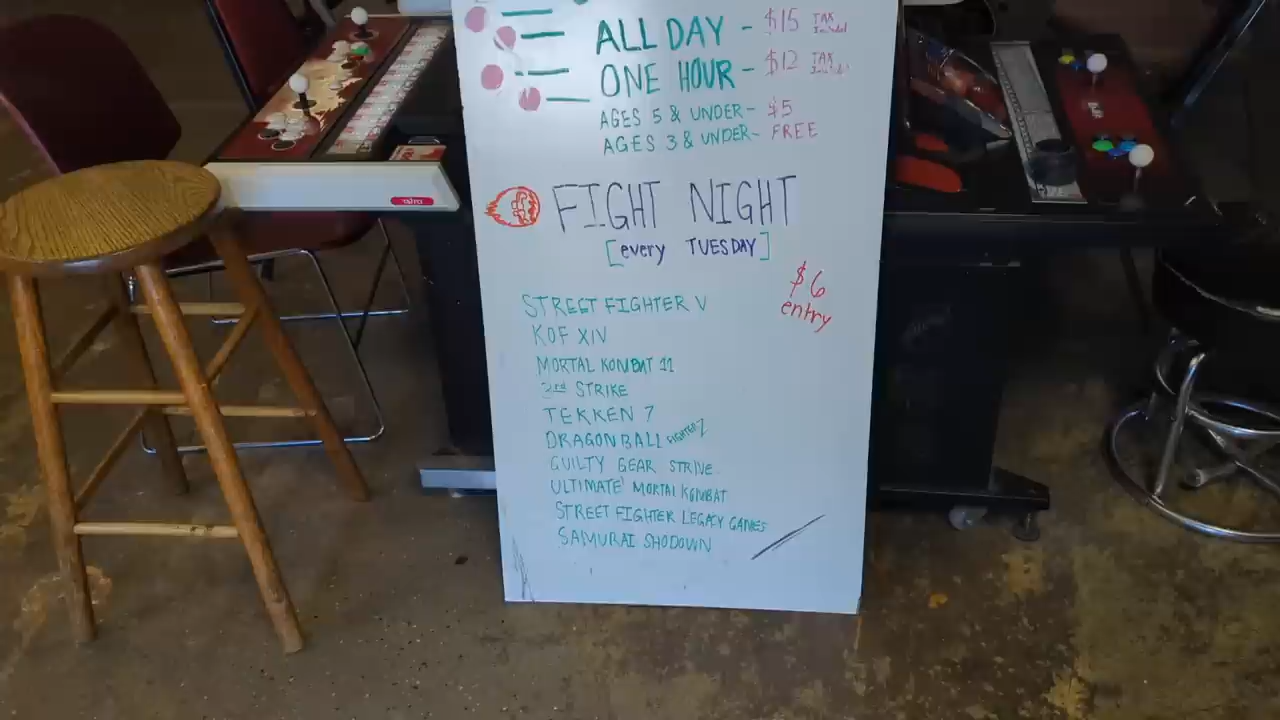 ALL DAY - $15 TAX Included
ONE HOUR - $12 TAX Included
AGES 5 & UNDER- $5
AGES 3 & UNDER- FREE
FIGHT NIGHT
[every TUESDAY]
$6
entry
STREET FIGHTER V
KOF XIV
MORTAL KOMBAT 11
3rd STRIKE
TEKKEN 7
DRAGONBALL FIGHTERZ
GUILTY GEAR STRIVE
ULTIMATE MORTAL KOMBAT
STREET FIGHTER LEGACY GAMES
SAMURAI SHODOWN
TAITO